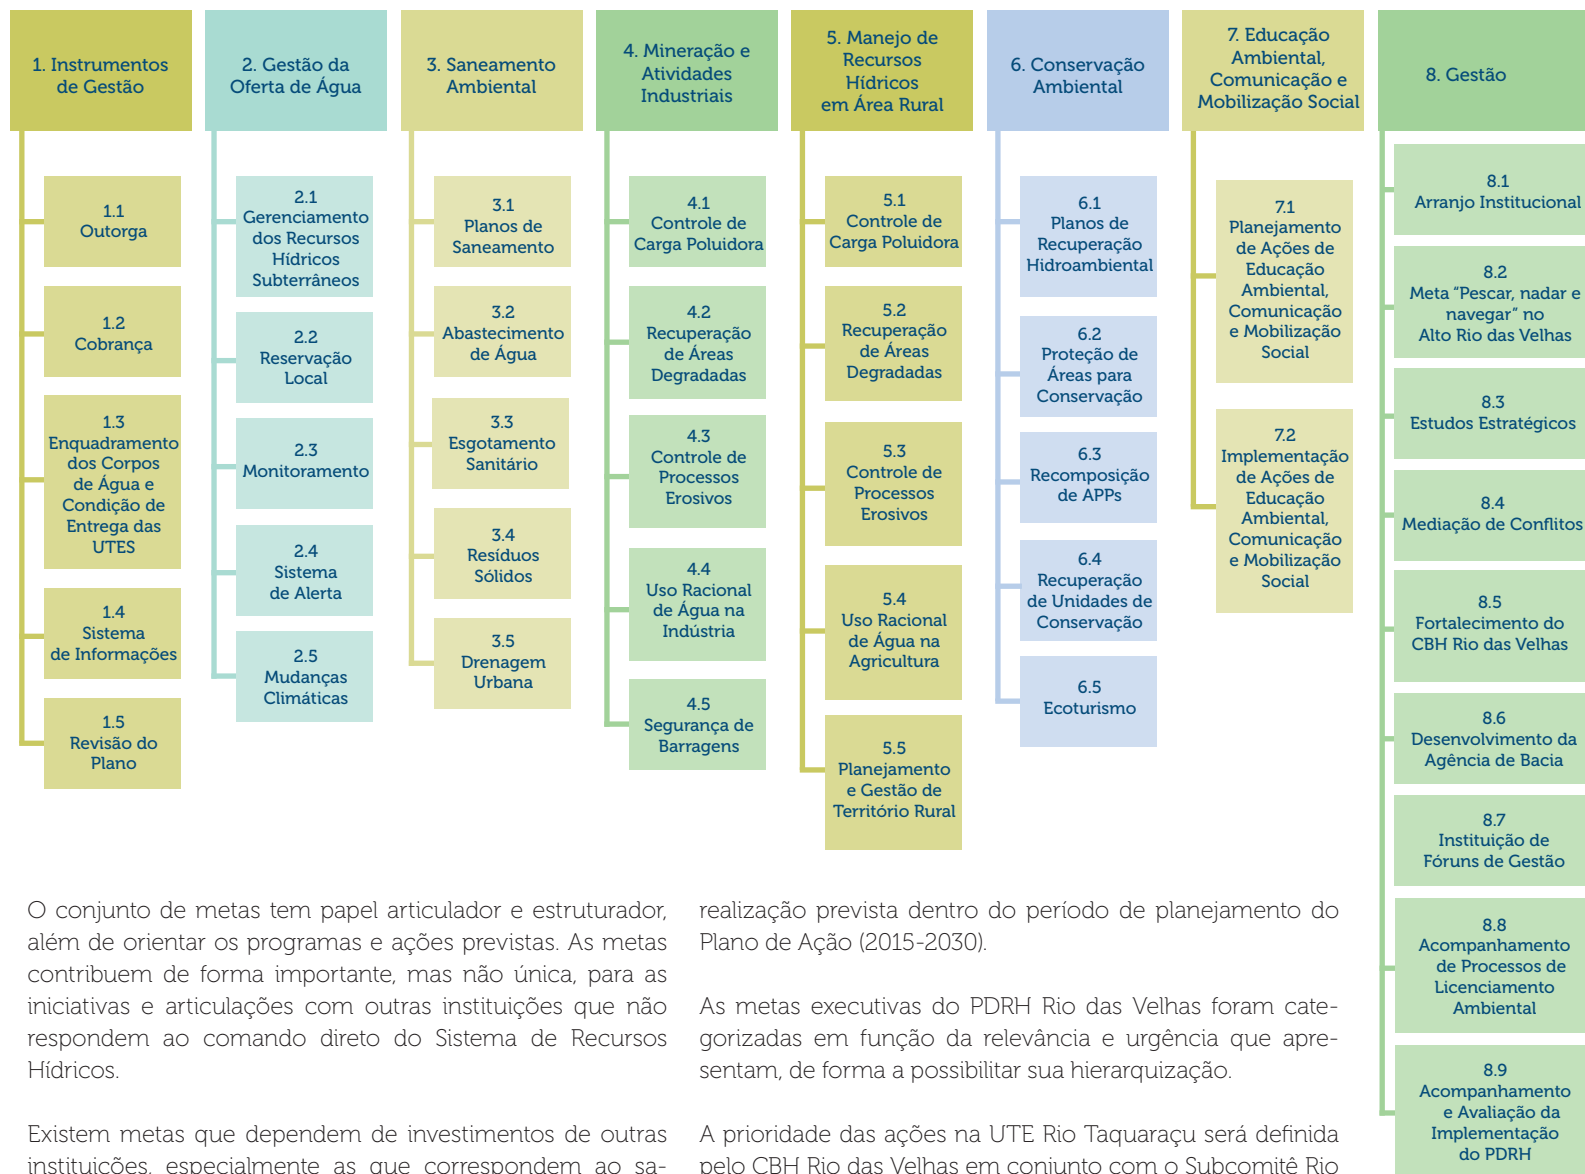 1. Instrumentos
de Gestão
1.1
Outorga
1.2
Cobrança
1.3
Enquadramento
dos Corpos
de Água e
Condição de
Entrega das
UTES
1.4
Sistema
de Informações
1.5
Revisão do
Plano
2. Gestão da
Oferta de Água
2.1
Gerenciamento
dos Recursos
Hídricos
Subterrâneos
2.2
Reservação
Local
2.3
Monitoramento
2.4
Sistema
de Alerta
2.5
Mudanças
Climáticas
3. Saneamento
Ambiental
3.1
Planos de
Saneamento
3.2
Abastecimento
de Água
3.3
Esgotamento
Sanitário
3.4
Resíduos
Sólidos
3.5
Drenagem
Urbana
4. Mineração e
Atividades
Industriais
4.1
Controle de
Carga Poluidora
4.2
Recuperação
de Áreas
Degradadas
4.3
Controle de
Processos
Erosivos
4.4
Uso Racional
de Água na
Indústria
4.5
Segurança de
Barragens
5. Manejo de
Recursos
Hídricos
em Área Rural
5.1
Controle de
Carga Poluidora
5.2
Recuperação
de Áreas
Degradadas
5.3
Controle de
Processos
Erosivos
5.4
Uso Racional
de Água na
Agricultura
5.5
Planejamento
e Gestão de
Território Rural
6. Conservação
Ambiental
6.1
Planos de
Recuperação
Hidroambiental
6.2
Proteção de
Áreas para
Conservação
6.3
Recomposição
de APPs
6.4
Recuperação
de Unidades de
Conservação
6.5
Ecoturismo
7. Educação
Ambiental,
Comunicação e
Mobilização Social
7.1
Planejamento
de Ações de
Educação
Ambiental,
Comunicação
e Mobilização
Social
7.2
Implementação
de Ações de
Educação
Ambiental,
Comunicação
e Mobilização
Social
8. Gestão
8.1
Arranjo Institucional
8.2
Meta “Pescar, nadar e
navegar” no
Alto Rio das Velhas
8.3
Estudos Estratégicos
8.4
Mediação de Conflitos
8.5
Fortalecimento do
CBH Rio das Velhas
8.6
Desenvolvimento da
Agência de Bacia
8.7
Instituição de
Fóruns de Gestão
8.8
Acompanhamento
de Processos de
Licenciamento
Ambiental
8.9
Acompanhamento
e Avaliação da
Implementação
do PDRH
O conjunto de metas tem papel articulador e estruturador,
além de orientar os programas e ações previstas. As metas
contribuem de forma importante, mas não única, para as
iniciativas e articulações com outras instituições que não
respondem ao comando direto do Sistema de Recursos
Hídricos.
Existem metas que dependem de investimentos de outras
instituições, especialmente as que correspondem ao sa-
realização prevista dentro do período de planejamento do
Plano de Ação (2015-2030).
As metas executivas do PDRH Rio das Velhas foram cate-
gorizadas em função da relevância e urgência que apre-
sentam, de forma a possibilitar sua hierarquização.
A prioridade das ações na UTE Rio Taquaraçu será definida
pelo CBH Rio das Velhas em conjunto com o Subcomitê Rio